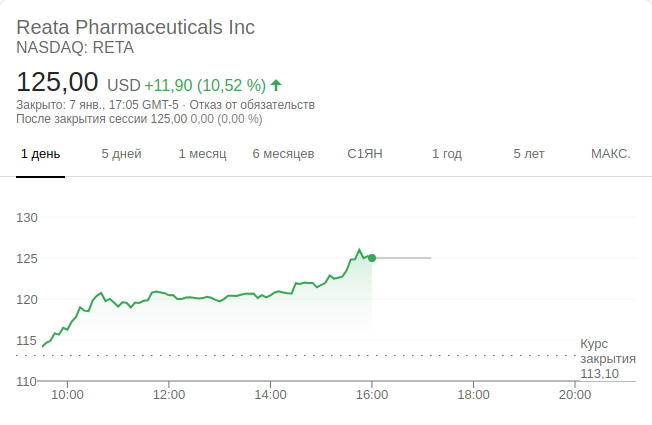 Reata Pharmaceuticals Inc
NASDAQ: RETA
125,00 USD +11,90 (10,52 %)
Закрыто: 7 янв., 17:05 GMT-5 · Отказ от обязательств
После закрытия сессии 125,00 0,00 (0,00 %)
1 день 5 дней 1 месяц 6 месяцев С1ЯН 1 год 5 лет МАКС.
130
125
120
115
Курс
закрытия
113,10
110
10:00 12:00 14:00 16:00 18:00 20:00